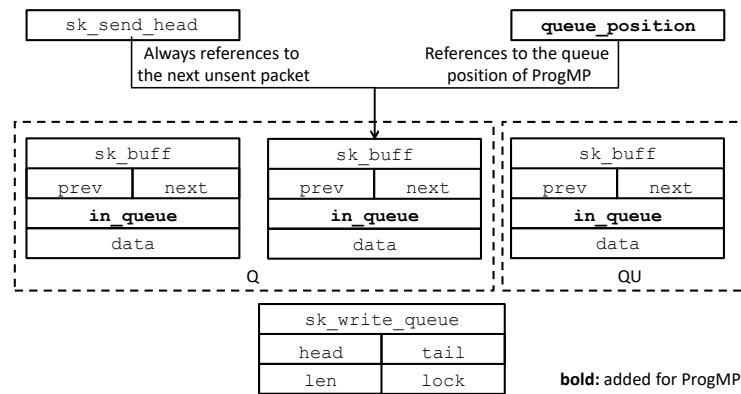 sk_send_head
queue_position
Always references to
the next unsent packet
References to the queue
position of ProgMP
sk_buff
prev
next
in_queue
data
sk_buff
prev
next
in_queue
data
Q
sk_buff
prev
next
in_queue
data
QU
sk_write_queue
head
tail
len
lock
bold: added for ProgMP